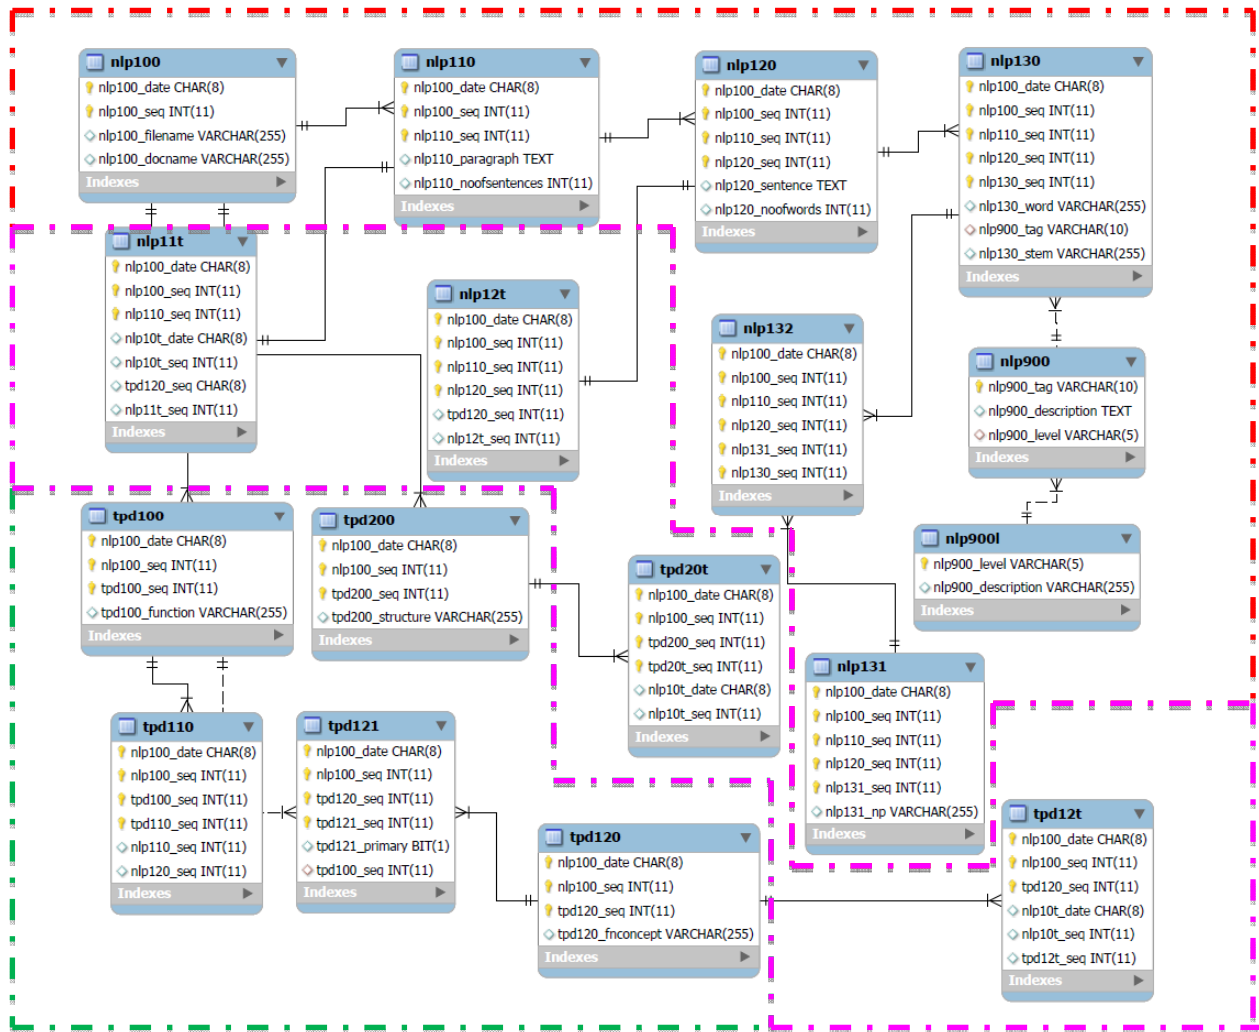 nlp100
nlp100_date CHAR(8)
nlp100_seq INT(11)
nlp100_filename VARCHAR(255)
nlp100_docname VARCHAR(255)
Indexes
nlp110
nlp100_date CHAR(8)
nlp100_seq INT(11)
nlp110_seq INT(11)
nlp110_paragraph TEXT
nlp110_noofsentences INT(11)
Indexes
nlp120
nlp100_date CHAR(8)
nlp100_seq INT(11)
nlp110_seq INT(11)
nlp120_seq INT(11)
nlp120_sentence TEXT
nlp120_noofwords INT(11)
Indexes
nlp130
nlp100_date CHAR(8)
nlp100_seq INT(11)
nlp110_seq INT(11)
nlp120_seq INT(11)
nlp130_seq INT(11)
nlp130_word VARCHAR(255)
nlp900_tag VARCHAR(10)
nlp130_stem VARCHAR(255)
Indexes
nlp11t
nlp100_date CHAR(8)
nlp100_seq INT(11)
nlp110_seq INT(11)
nlp10t_date CHAR(8)
nlp10t_seq INT(11)
tpd120_seq CHAR(8)
nlp11t_seq INT(11)
Indexes
nlp12t
nlp100_date CHAR(8)
nlp100_seq INT(11)
nlp110_seq INT(11)
nlp120_seq INT(11)
tpd120_seq INT(11)
nlp12t_seq INT(11)
Indexes
nlp132
nlp100_date CHAR(8)
nlp100_seq INT(11)
nlp110_seq INT(11)
nlp120_seq INT(11)
nlp131_seq INT(11)
nlp130_seq INT(11)
Indexes
nlp900
nlp900_tag VARCHAR(10)
nlp900_description TEXT
nlp900_level VARCHAR(5)
Indexes
tpd100
nlp100_date CHAR(8)
nlp100_seq INT(11)
tpd100_seq INT(11)
tpd100_function VARCHAR(255)
Indexes
tpd200
nlp100_date CHAR(8)
nlp100_seq INT(11)
tpd200_seq INT(11)
tpd200_structure VARCHAR(255)
Indexes
tpd20t
nlp100_date CHAR(8)
nlp100_seq INT(11)
tpd200_seq INT(11)
tpd20t_seq INT(11)
nlp10t_date CHAR(8)
nlp10t_seq INT(11)
Indexes
nlp900l
nlp900_level VARCHAR(5)
nlp900_description VARCHAR(255)
Indexes
nlp131
nlp100_date CHAR(8)
nlp100_seq INT(11)
nlp110_seq INT(11)
nlp120_seq INT(11)
nlp131_seq INT(11)
nlp131_np VARCHAR(255)
Indexes
tpd110
nlp100_date CHAR(8)
nlp100_seq INT(11)
tpd100_seq INT(11)
tpd110_seq INT(11)
nlp110_seq INT(11)
nlp120_seq INT(11)
Indexes
tpd121
nlp100_date CHAR(8)
nlp100_seq INT(11)
tpd120_seq INT(11)
tpd121_seq INT(11)
tpd121_primary BIT(1)
tpd100_seq INT(11)
Indexes
tpd120
nlp100_date CHAR(8)
nlp100_seq INT(11)
tpd120_seq INT(11)
tpd120_fnconcept VARCHAR(255)
Indexes
tpd12t
nlp100_date CHAR(8)
nlp100_seq INT(11)
tpd120_seq INT(11)
nlp10t_date CHAR(8)
nlp10t_seq INT(11)
tpd12t_seq INT(11)
Indexes